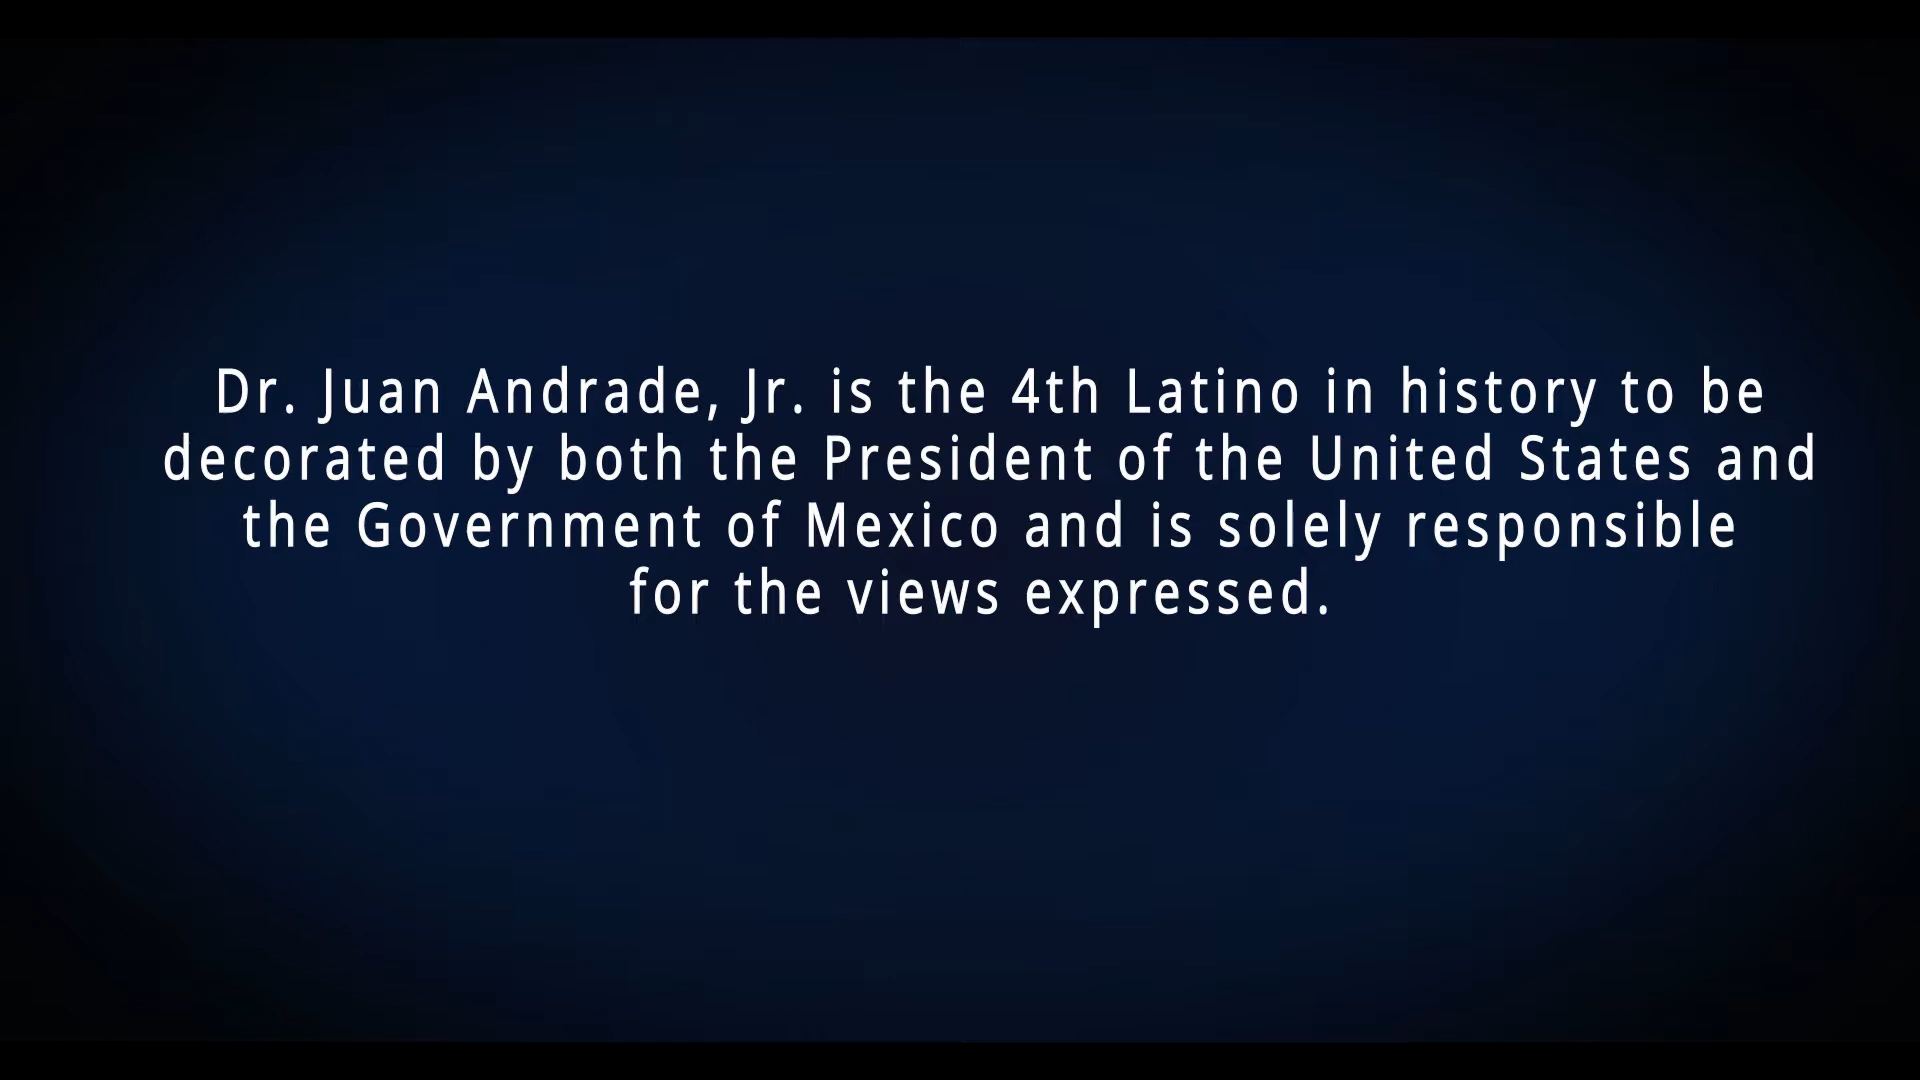 Dr. Juan Andrade, Jr. is the 4th Latino in history to be
decorated by both the President of the United States and
the Government of Mexico and is solely responsible
for the views expressed.